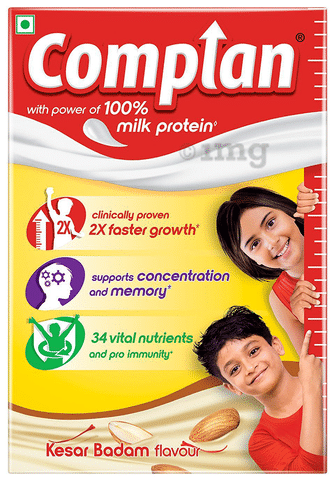 Complan®
with power of 100%
milk protein◊
1mg
clinically proven
2X
2X faster growth†
supports concentration
and memory‡
34 vital nutrients
and pro immunity*
Kesar Badam flavour